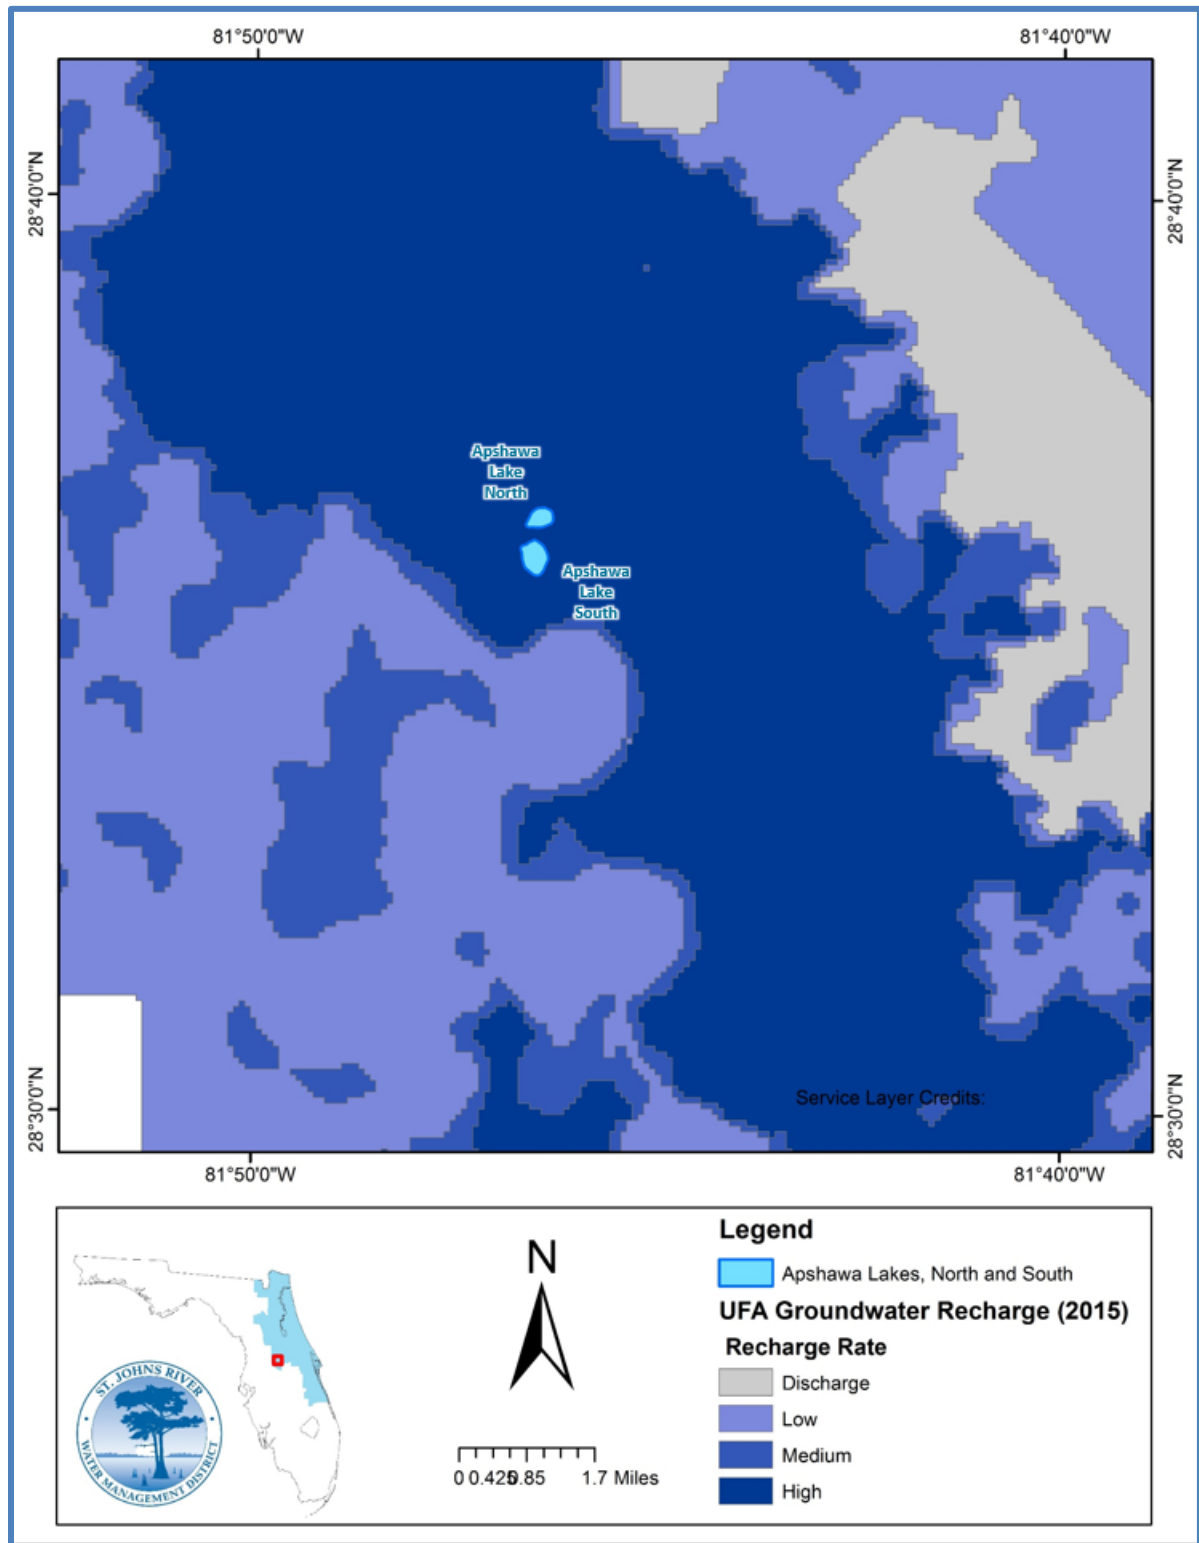 81°50'0"W
81°40'0"W
28°40'0"N
28°40'0"N
Apshawa
Lake
North
Apshawa
Lake
South
28°30'0"N
Service Layer Credits:
28°30'0"N
81°50'0"W
81°40'0"W
N
0 0.425 0.85 1.7 Miles
ST. JOHNS RIVER
WATER MANAGEMENT DISTRICT
Legend
Apshawa Lakes, North and South
UFA Groundwater Recharge (2015)
Recharge Rate
Discharge
Low
Medium
High